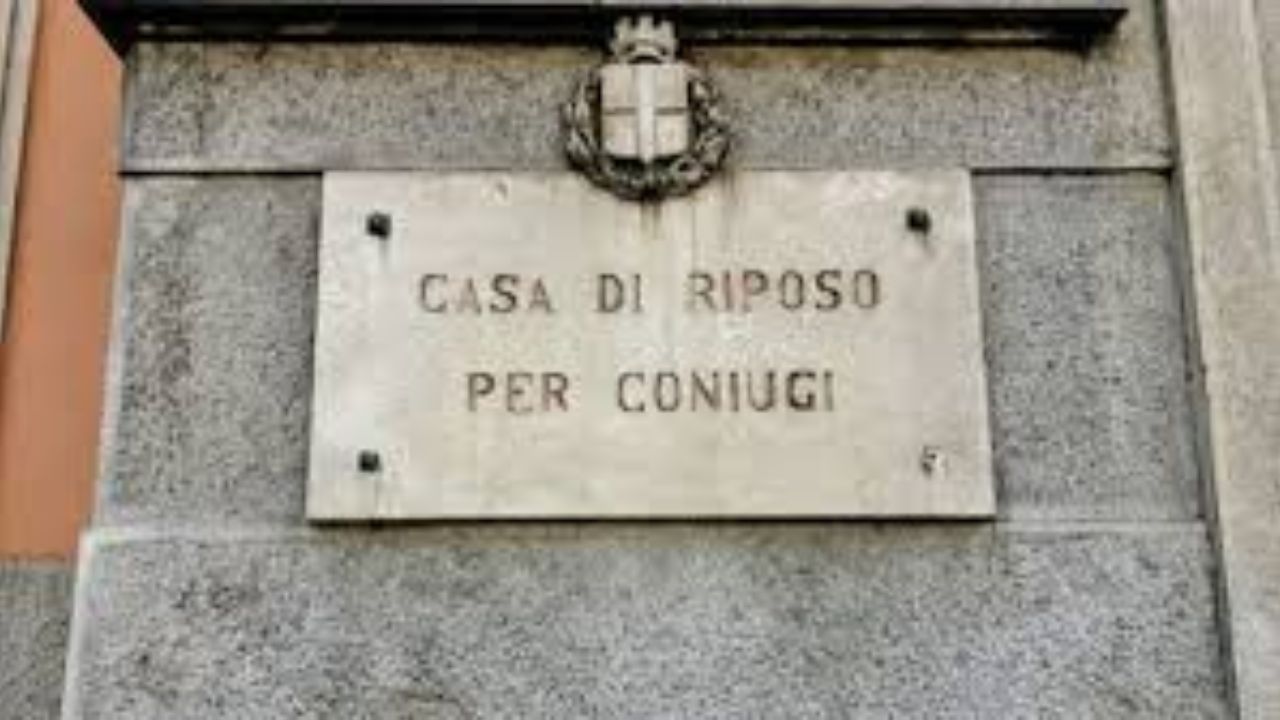 CASA DI RIPOSO
PER CONIUGI